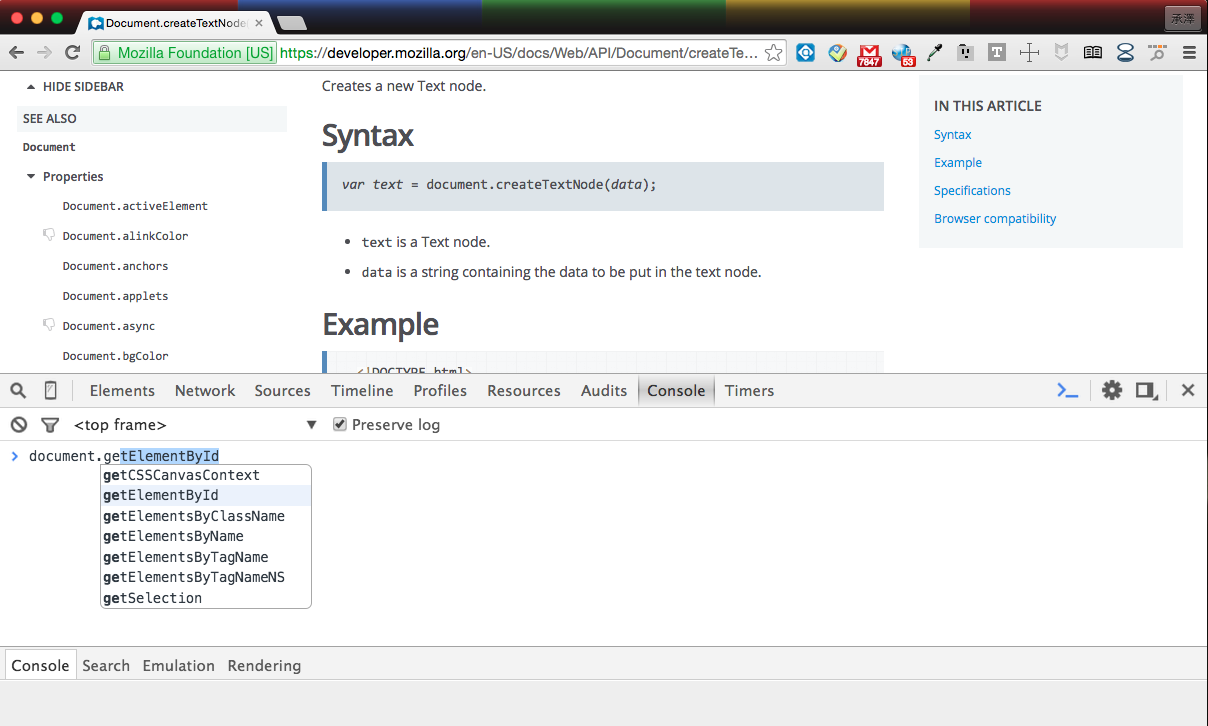 Document.createTextNode
承澤
Mozilla Foundation [US] https://developer.mozilla.org/en-US/docs/Web/API/Document/createTe...
7847
53
HIDE SIDEBAR
SEE ALSO
Document
Properties
Document.activeElement
Document.alinkColor
Document.anchors
Document.applets
Document.async
Document.bgColor
Creates a new Text node.
Syntax
var text = document.createTextNode(data);
text is a Text node.
data is a string containing the data to be put in the text node.
Example
<!DOCTYPE html>
IN THIS ARTICLE
Syntax
Example
Specifications
Browser compatibility
Elements Network Sources Timeline Profiles Resources Audits Console Timers
<top frame> Preserve log
document.getElementById
getCSSCanvasContext
getElementById
getElementsByClassName
getElementsByName
getElementsByTagName
getElementsByTagNameNS
getSelection
Console Search Emulation Rendering